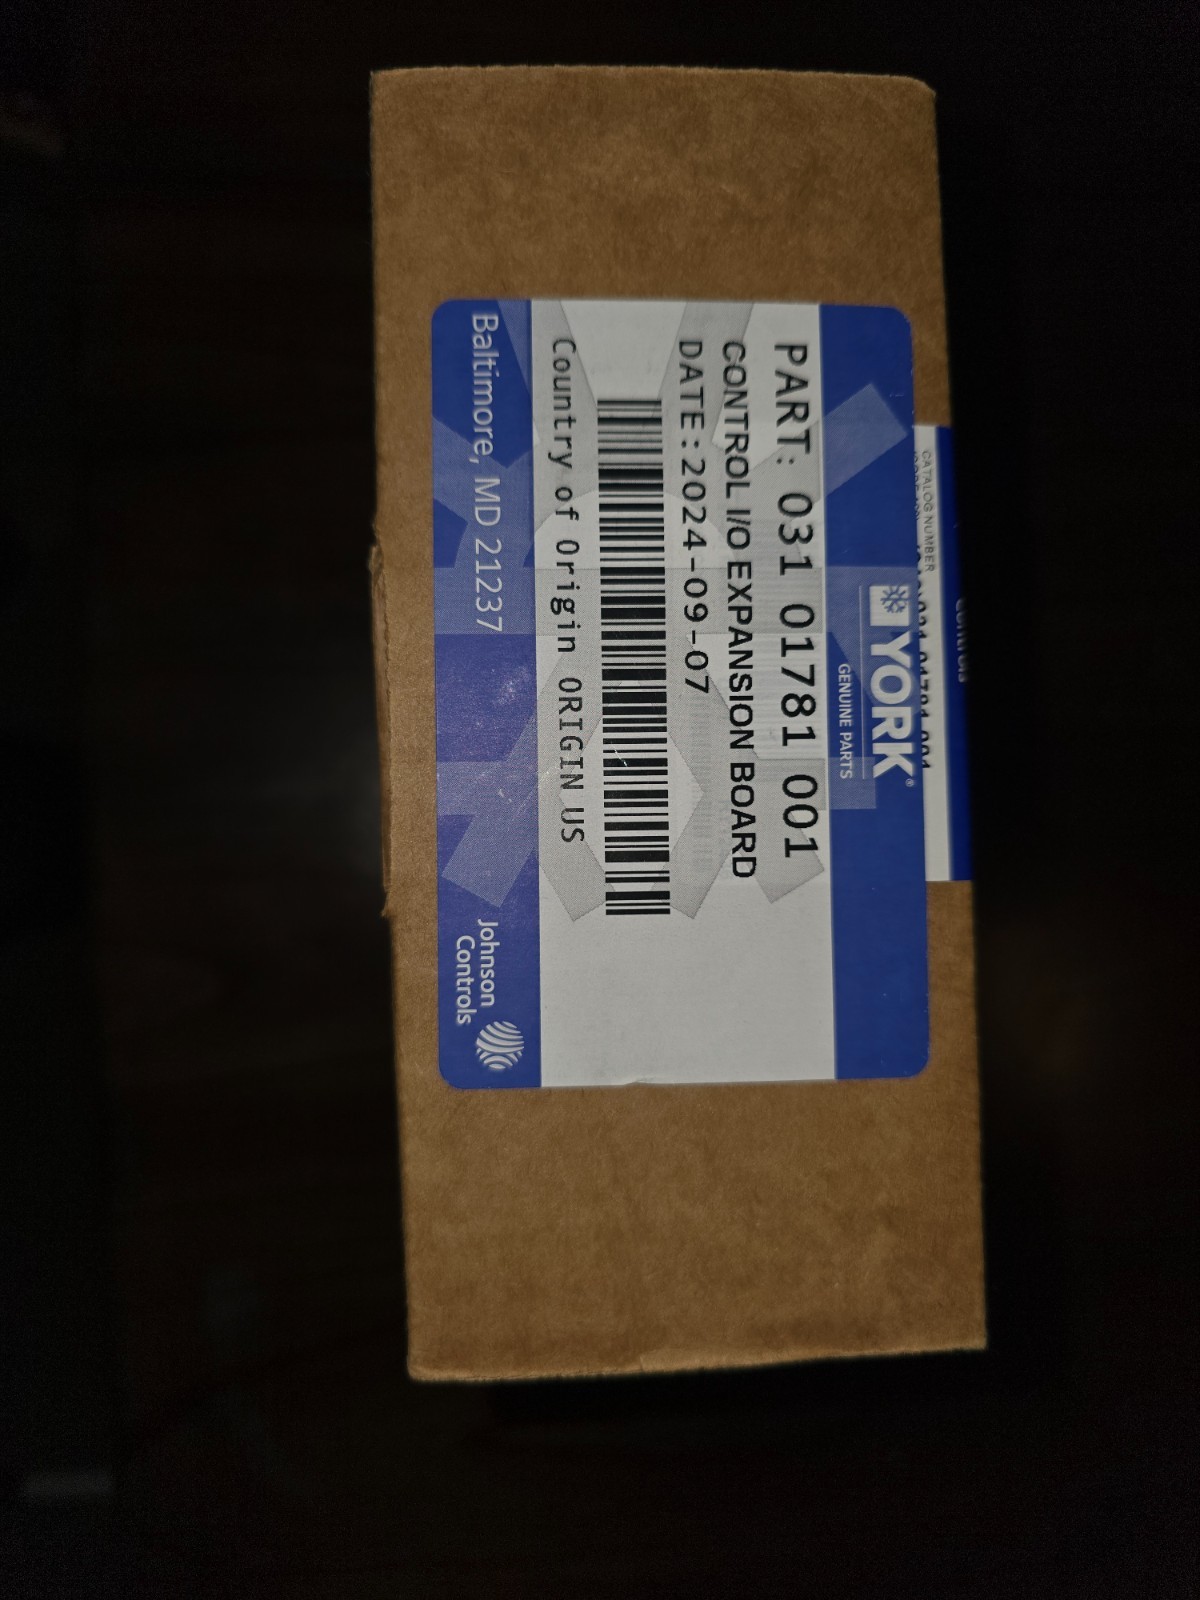 CATALOG NUMBER
YORK®
GENUINE PARTS
PART: 031 01781 001
CONTROL I/O EXPANSION BOARD
DATE:2024-09-07
Country of Origin ORIGIN US
Baltimore, MD 21237
Johnson
Controls